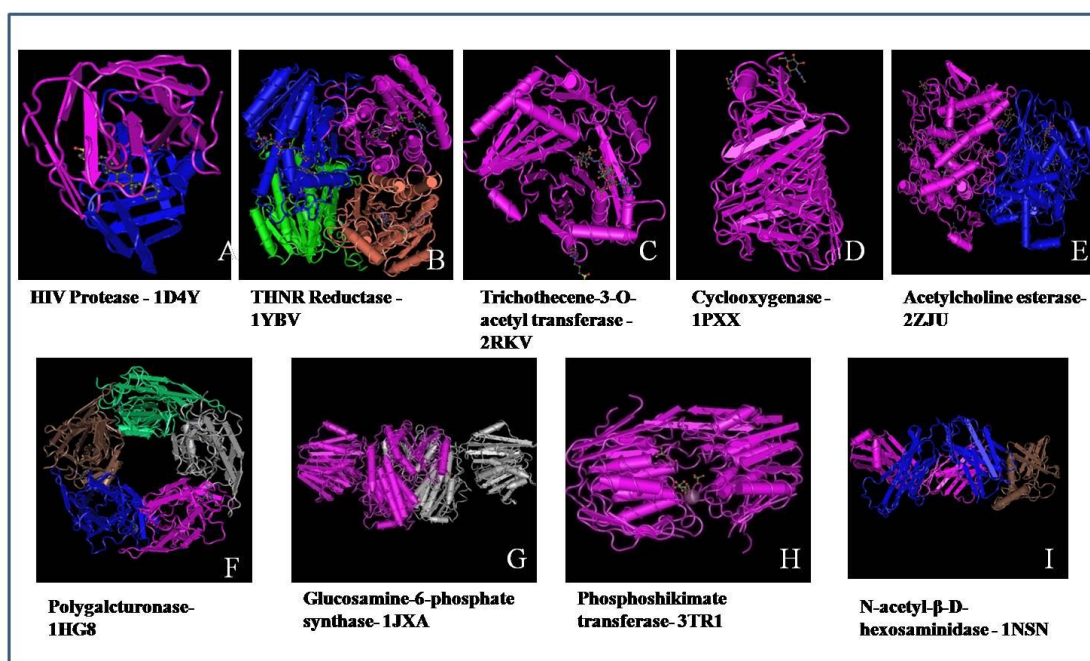 A
B
C
D
E
HIV Protease - 1D4Y
THNR Reductase -
1YBV
Trichothecene-3-O-
acetyl transferase -
2RKV
Cyclooxygenase -
1PXX
Acetylcholine esterase-
2ZJU
F
G
H
I
Polygalcturonase-
1HG8
Glucosamine-6-phosphate
synthase- 1JXA
Phosphoshikimate
transferase- 3TR1
N-acetyl-β-D-
hexosaminidase - 1NSN